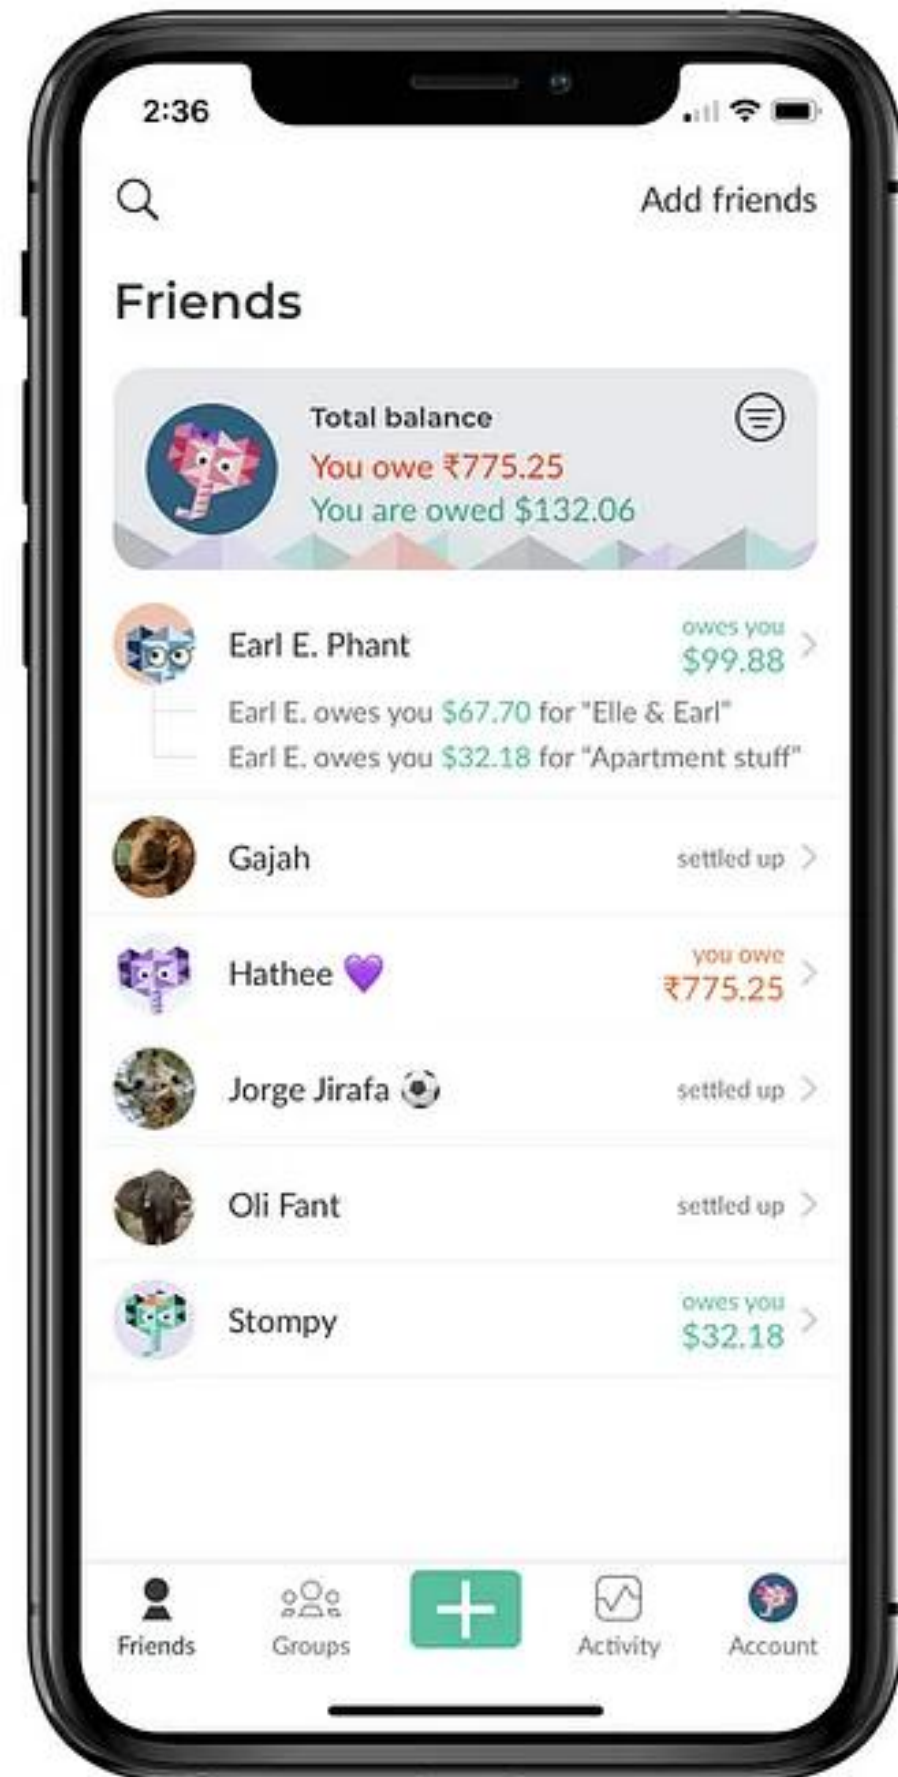 2:36
Add friends
Friends
Total balance
You owe ₹775.25
You are owed $132.06
Earl E. Phant
owes you
$99.88
Earl E. owes you $67.70 for "Elle & Earl"
Earl E. owes you $32.18 for "Apartment stuff"
Gajah
settled up
Hathee 💜
you owe
₹775.25
Jorge Jirafa ⚽
settled up
Oli Fant
settled up
Stompy
owes you
$32.18
Friends
Groups
Activity
Account